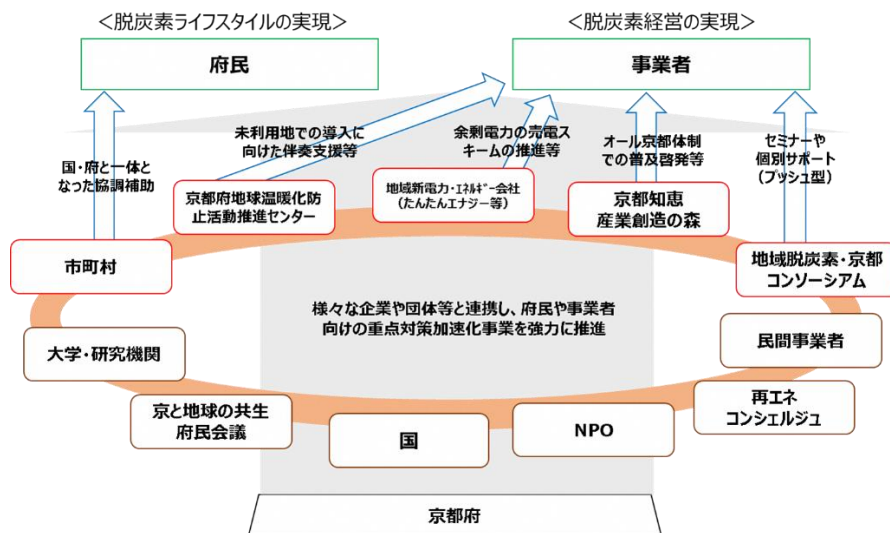 ＜脱炭素ライフスタイルの実現＞
＜脱炭素経営の実現＞
府民
事業者
国・府と一体と
なった協調補助
未利用地での導入に
向けた伴奏支援等
余剰電力の売電ス
キームの推進等
オール京都体制
での普及啓発等
セミナーや
個別サポート
（プッシュ型）
京都府地球温暖化防
止活動推進センター
地域新電力・エネルギー会社
（たんたんエナジー等）
京都知恵
産業創造の森
市町村
地域脱炭素・京都
コンソーシアム
様々な企業や団体等と連携し、府民や事業者
向けの重点対策加速化事業を強力に推進
大学・研究機関
民間事業者
京と地球の共生
府民会議
国
NPO
再エネ
コンシェルジュ
京都府